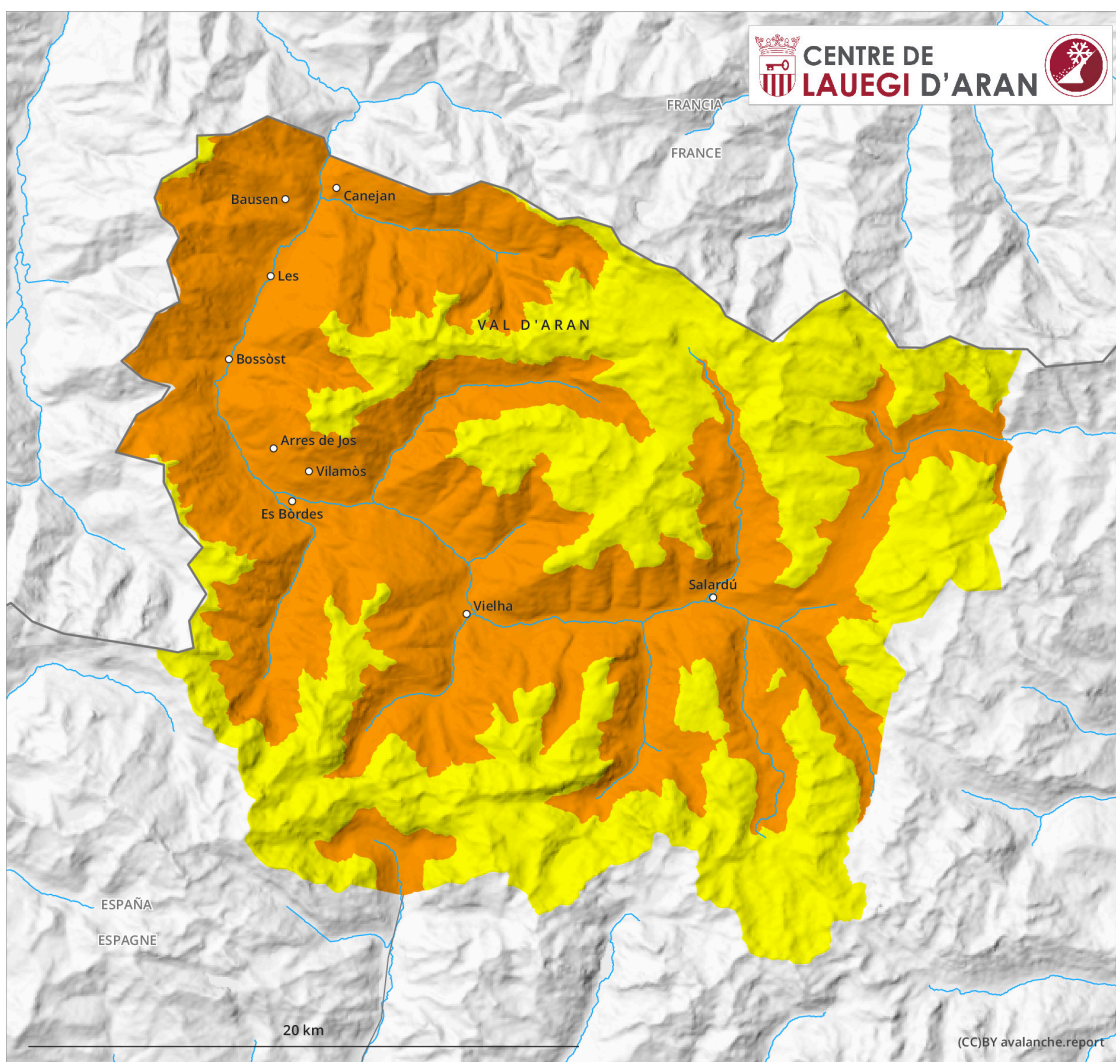 CENTRE DE
LAUEGI D'ARAN
FRANCIA
FRANCE
Bausen
Canejan
Les
VAL D'ARAN
Bossòst
Arres de Jos
Vilamòs
Es Bòrdes
Salardú
Vielha
ESPAÑA
ESPAGNE
20 km
(CC)BY avalanche.report